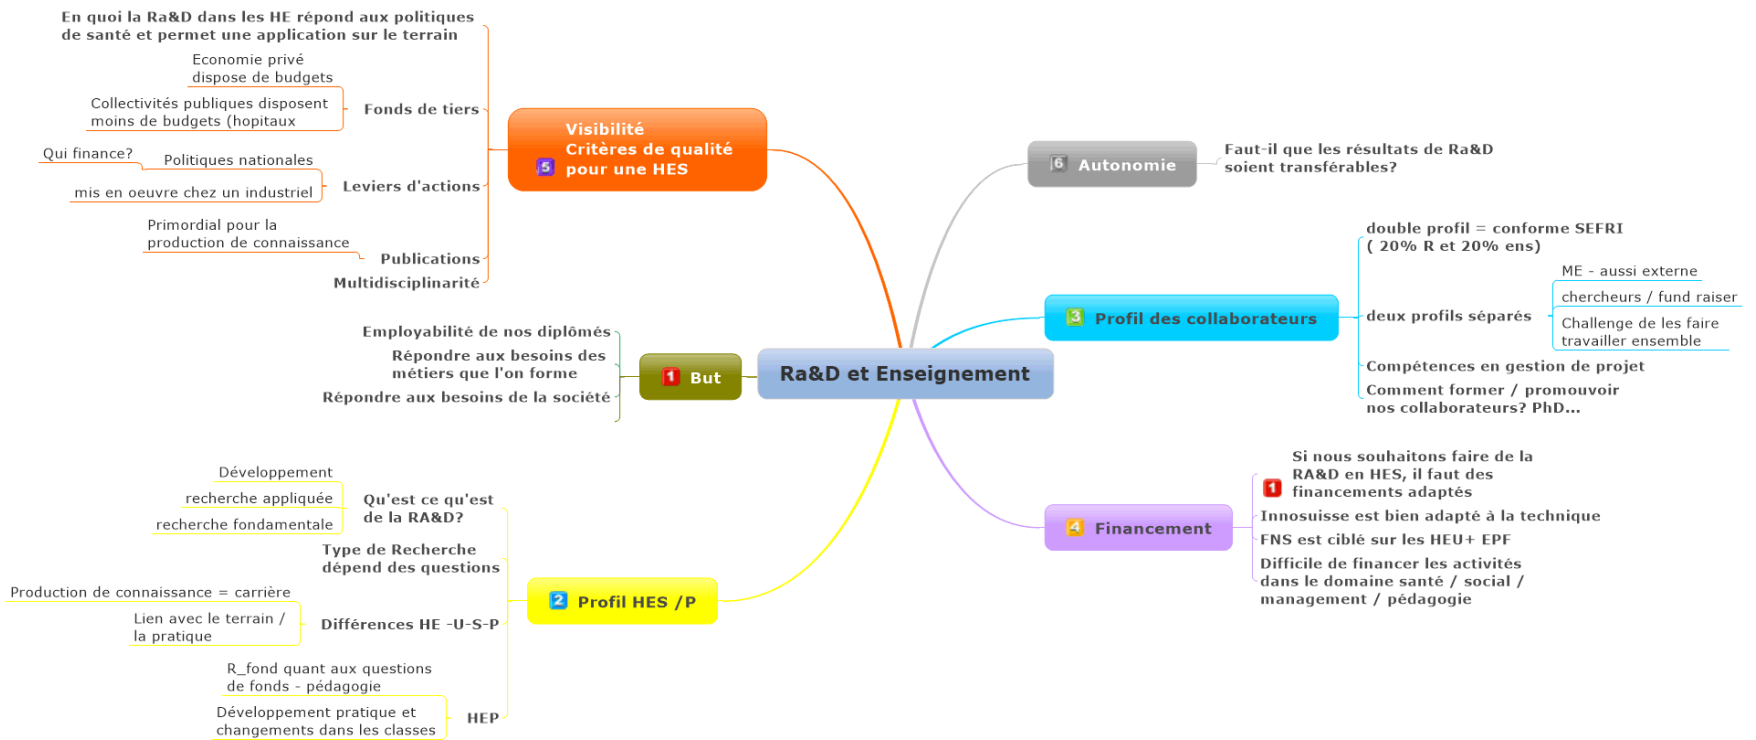 Ra&D et Enseignement
1 But
Employabilité de nos diplômés
Répondre aux besoins des
métiers que l'on forme
Répondre aux besoins de la société
2 Profil HES /P
Qu'est ce qu'est
de la RA&D?
Développement
recherche appliquée
recherche fondamentale
Type de Recherche
dépend des questions
Différences HE -U-S-P
Production de connaissance = carrière
Lien avec le terrain /
la pratique
HEP
R_fond quant aux questions
de fonds - pédagogie
Développement pratique et
changements dans les classes
3 Profil des collaborateurs
double profil = conforme SEFRI
( 20% R et 20% ens)
deux profils séparés
ME - aussi externe
chercheurs / fund raiser
Challenge de les faire
travailler ensemble
Compétences en gestion de projet
Comment former / promouvoir
nos collaborateurs? PhD...
4 Financement
1
Si nous souhaitons faire de la
RA&D en HES, il faut des
financements adaptés
Innosuisse est bien adapté à la technique
FNS est ciblé sur les HEU+ EPF
Difficile de financer les activités
dans le domaine santé / social /
management / pédagogie
5
Visibilité
Critères de qualité
pour une HES
En quoi la Ra&D dans les HE répond aux politiques
de santé et permet une application sur le terrain
Fonds de tiers
Economie privé
dispose de budgets
Collectivités publiques disposent
moins de budgets (hopitaux
Leviers d'actions
Politiques nationales
Qui finance?
mis en oeuvre chez un industriel
Publications
Primordial pour la
production de connaissance
Multidisciplinarité
6 Autonomie
Faut-il que les résultats de Ra&D
soient transférables?